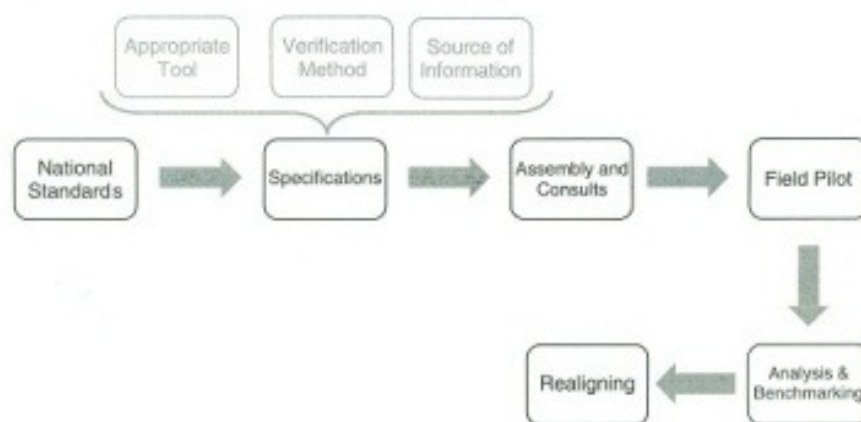 Appropriate
Tool
Verification
Method
Source of
Information
National
Standards
Specifications
Assembly and
Consults
Field Pilot
Analysis &
Benchmarking
Realigning